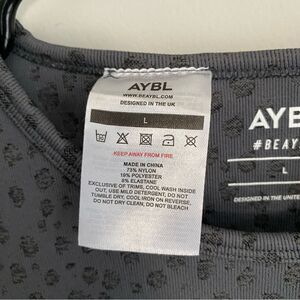 AYBL
WWW.BEAYBL.COM
DESIGNED IN THE UK
L
KEEP AWAY FROM FIRE
MADE IN CHINA
73% NYLON
19% POLYESTER
8% ELASTANE
EXCLUSIVE OF TRIMS, COOL WASH INSIDE
OUT, USE MILD DETERGENT, DO NOT
TUMBLE DRY, COOL IRON ON REVERSE,
DO NOT DRY CLEAN, DO NOT BLEACH
AYB
#BEAY
L
DESIGNED IN THE UNITE